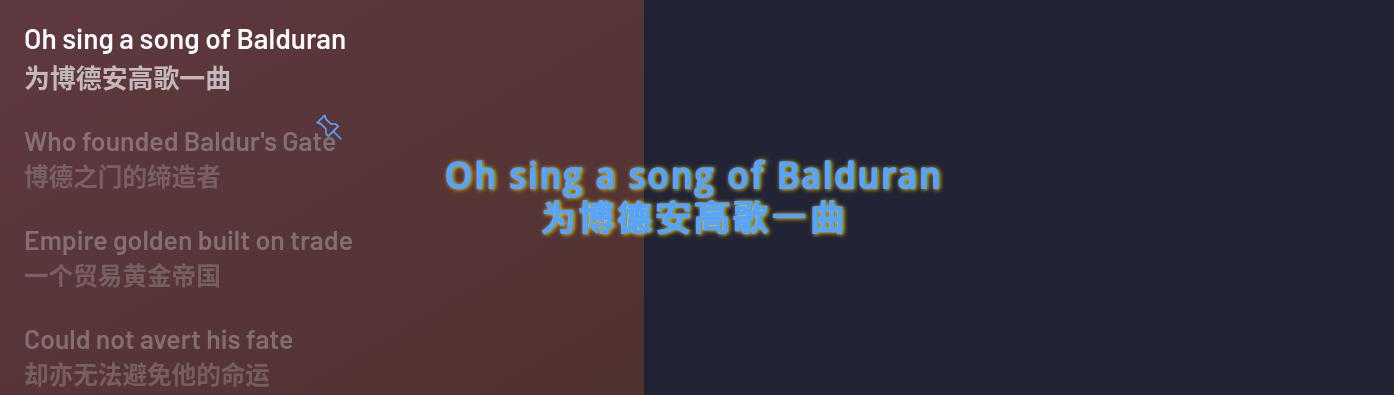 Oh sing a song of Balduran
为博德安高歌一曲
Who founded Baldur's Gate
博德之门的缔造者
Empire golden built on trade
一个贸易黄金帝国
Could not avert his fate
却亦无法避免他的命运
Oh sing a song of Balduran
为博德安高歌一曲